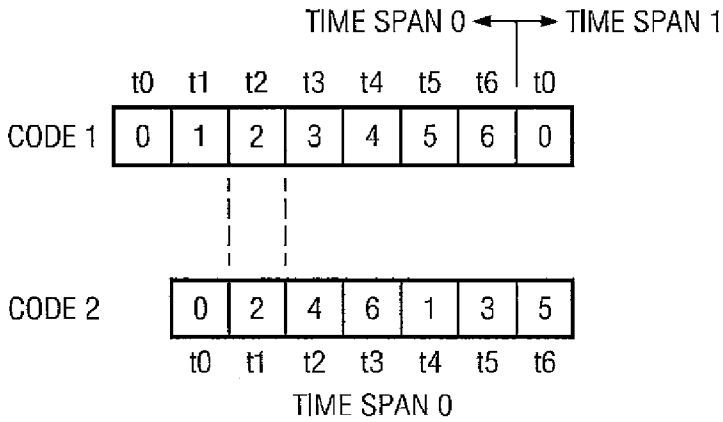 TIME SPAN 0 TIME SPAN 1
t0 t1 t2 t3 t4 t5 t6 t0
CODE 1 0 1 2 3 4 5 6 0
CODE 2 0 2 4 6 1 3 5
t0 t1 t2 t3 t4 t5 t6
TIME SPAN 0